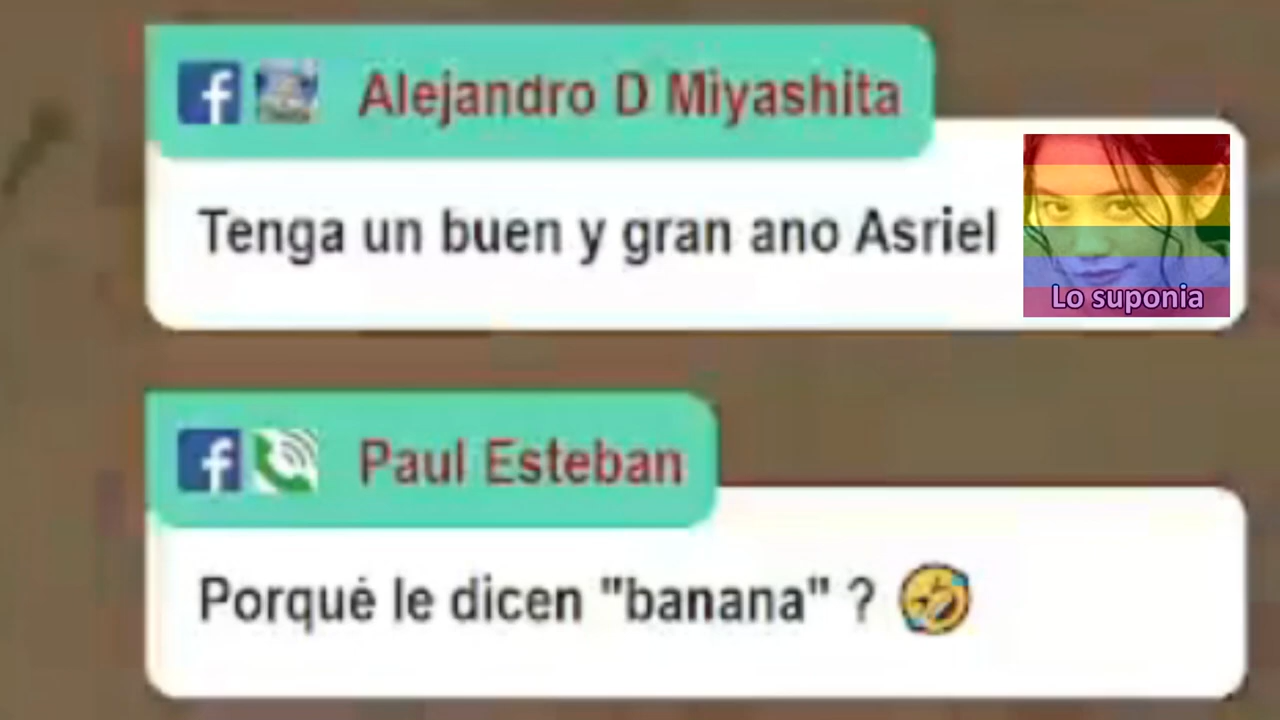 Alejandro D Miyashita
Tenga un buen y gran ano Asriel
Lo suponia
Paul Esteban
Porqué le dicen "banana" ?🤣